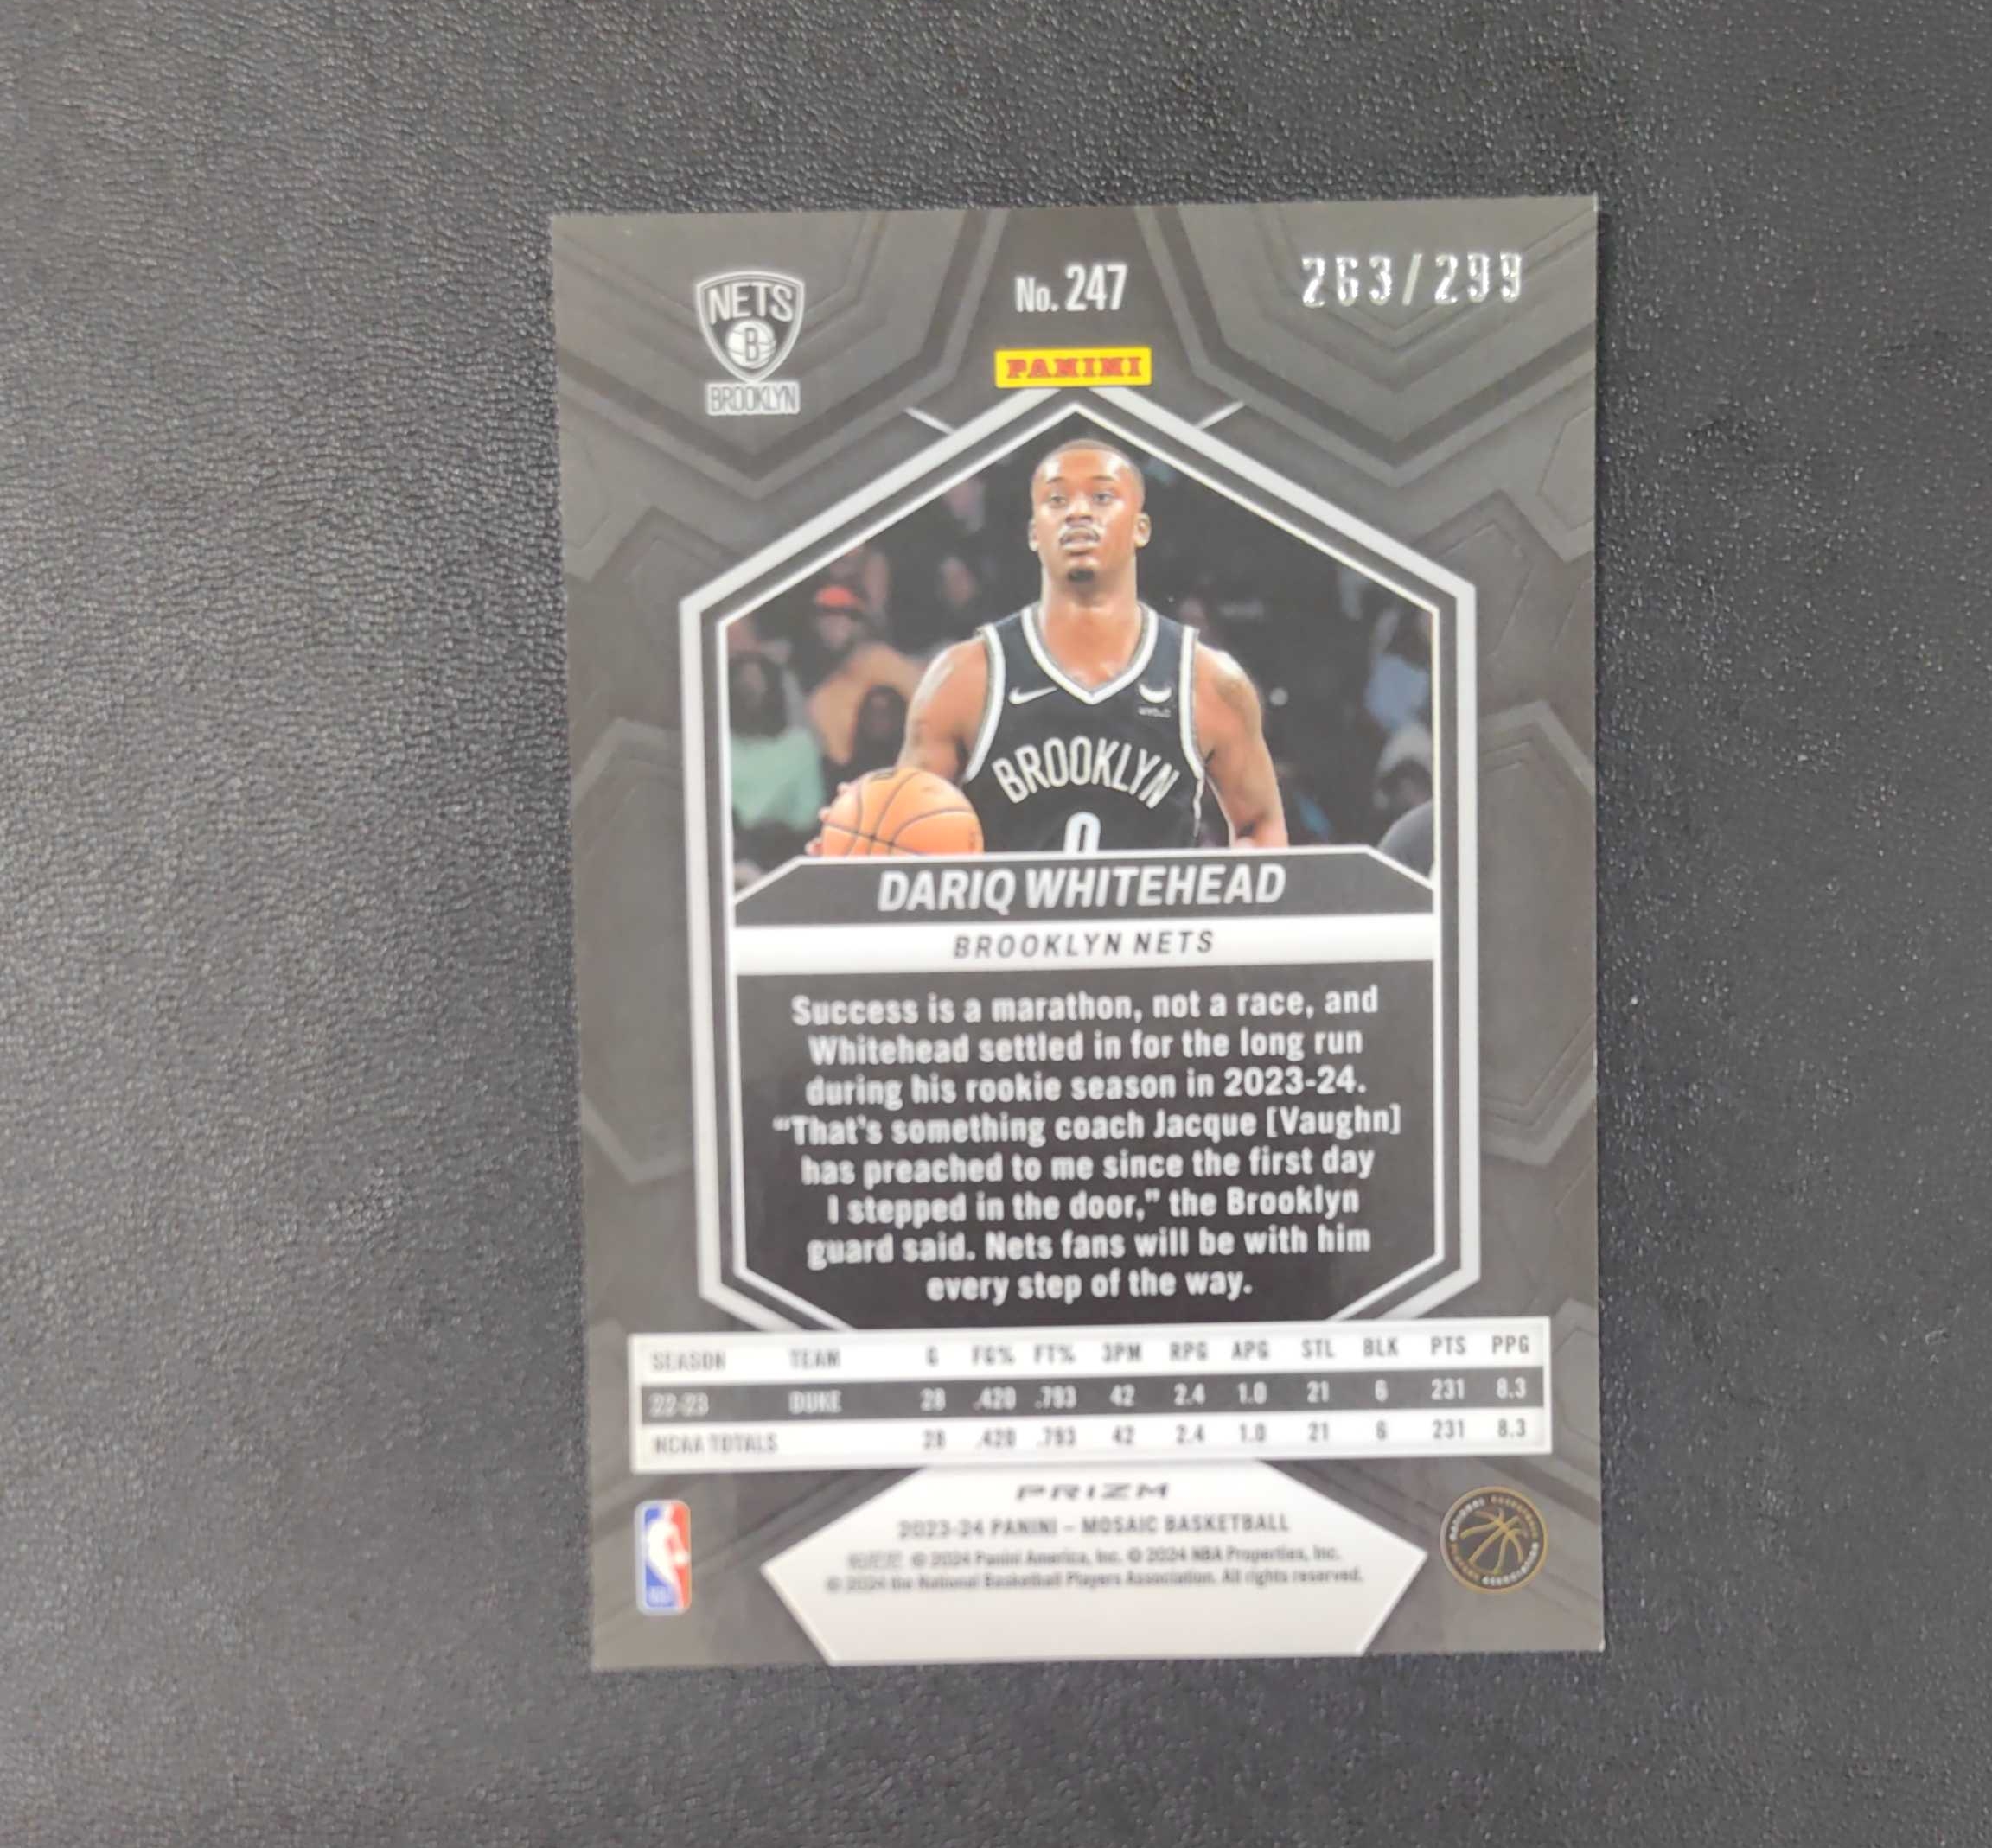 NETS
B
BROOKLYN
No. 247
263/299
PANINI
BROOKLYN
DARIQ WHITEHEAD
BROOKLYN NETS
Success is a marathon, not a race, and
Whitehead settled in for the long run
during his rookie season in 2023-24.
“That’s something coach Jacque [Vaughn]
has preached to me since the first day
I stepped in the door,” the Brooklyn
guard said. Nets fans will be with him
every step of the way.
SEASON TEAM G FG% FT% 3PM RPG APG STL BLK PTS PPG
22-23 DUKE 28 .420 .793 42 2.4 1.0 21 6 231 8.3
NCAA TOTALS 28 .420 .793 42 2.4 1.0 21 6 231 8.3
PRIZM
2023-24 PANINI – MOSAIC BASKETBALL
© 2024 Panini America, Inc. © 2024 NBA Properties, Inc.
© 2024 the National Basketball Players Association. All rights reserved.